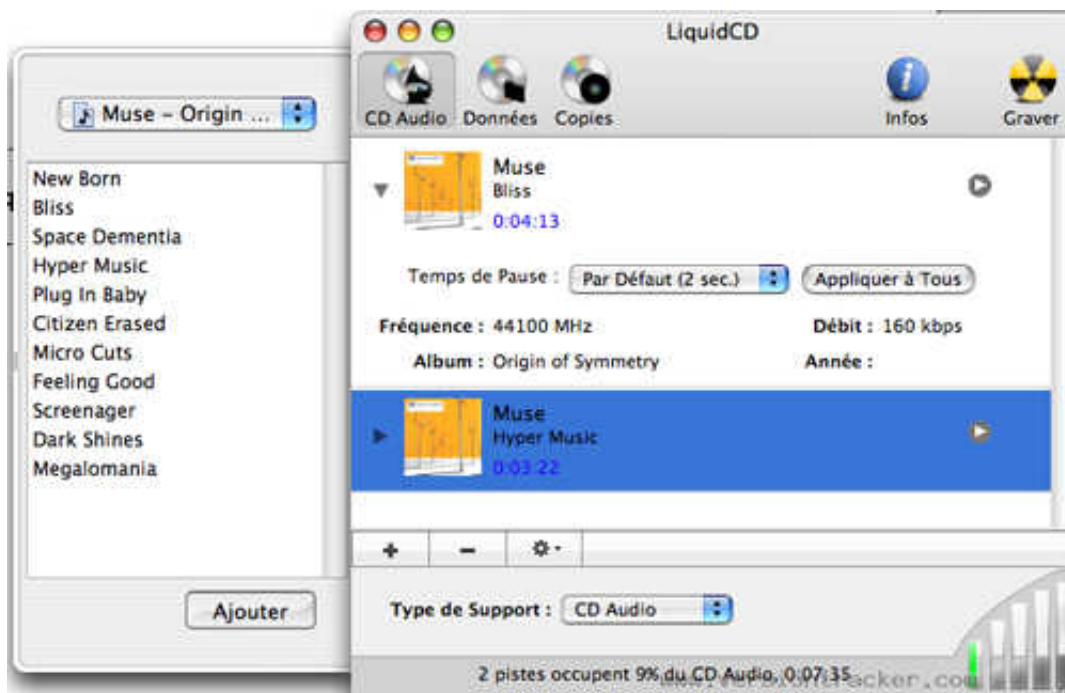 LiquidCD
CD Audio Données Copies Infos Graver
Muse – Origin ...
New Born
Bliss
Space Dementia
Hyper Music
Plug In Baby
Citizen Erased
Micro Cuts
Feeling Good
Screenager
Dark Shines
Megalomania
Ajouter
Muse
Bliss
0:04:13
Temps de Pause : Par Défaut (2 sec.) Appliquer à Tous
Fréquence : 44100 MHz Débit : 160 kbps
Album : Origin of Symmetry Année :
Muse
Hyper Music
0:03:22
Type de Support : CD Audio
2 pistes occupent 9% du CD Audio, 0:07:35